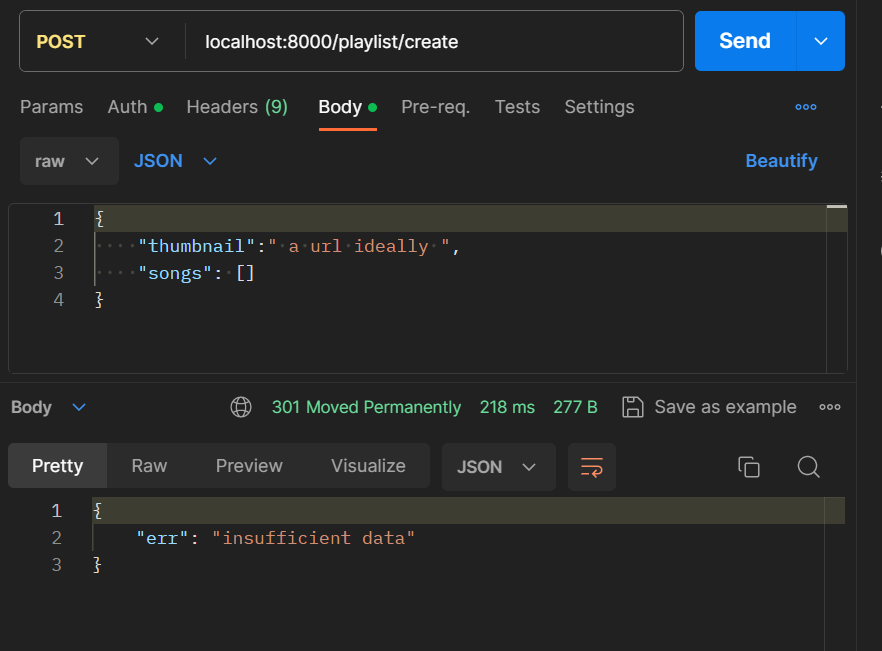 POST localhost:8000/playlist/create Send
Params Auth Headers (9) Body Pre-req. Tests Settings
raw JSON Beautify
1 {
2 "thumbnail":" a url ideally ",
3 "songs": []
4 }
Body 301 Moved Permanently 218 ms 277 B Save as example
Pretty Raw Preview Visualize JSON
1 {
2 "err": "insufficient data"
3 }